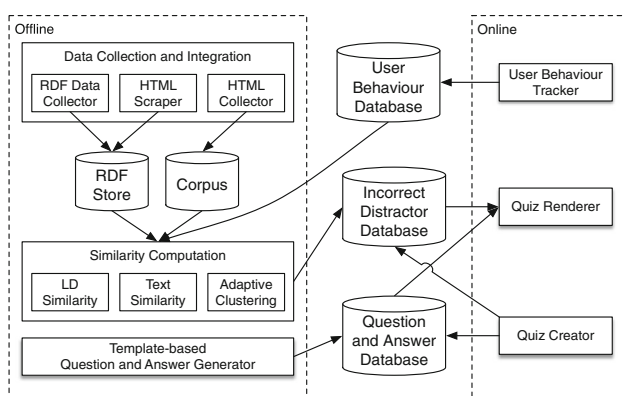 Offline
Online
Data Collection and Integration
RDF Data
Collector
HTML
Scraper
HTML
Collector
User
Behaviour
Database
User Behaviour
Tracker
RDF
Store
Corpus
Incorrect
Distractor
Database
Quiz Renderer
Similarity Computation
LD
Similarity
Text
Similarity
Adaptive
Clustering
Question
and Answer
Database
Quiz Creator
Template-based
Question and Answer Generator